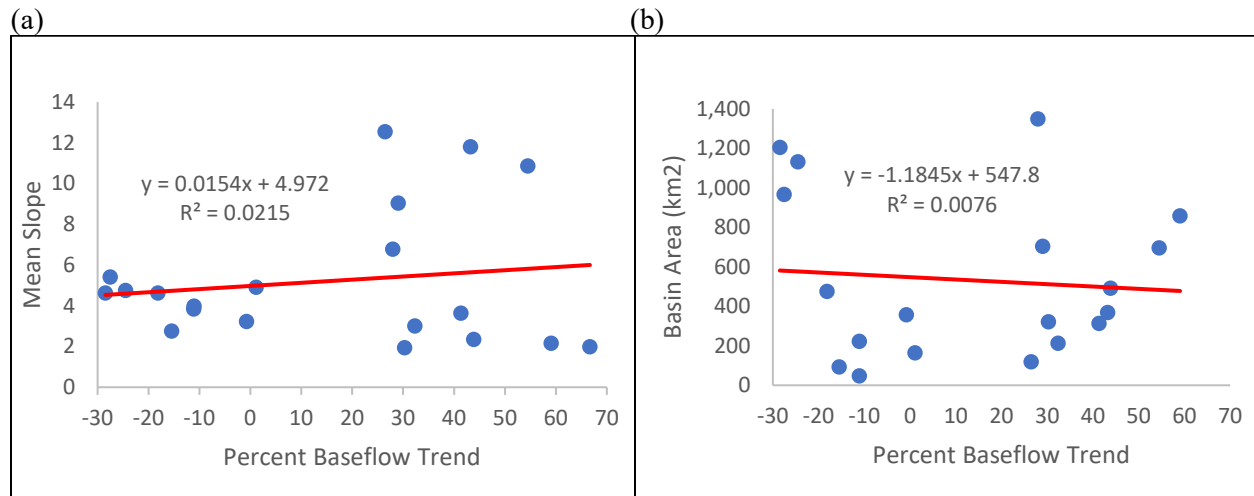 (a)
(b)
14
12
10
8
6
4
2
0
Mean Slope
y = 0.0154x + 4.972
R² = 0.0215
-30 -20 -10 0 10 20 30 40 50 60 70
Percent Baseflow Trend
1,400
1,200
1,000
800
600
400
200
0
Basin Area (km2)
y = -1.1845x + 547.8
R² = 0.0076
-30 -20 -10 0 10 20 30 40 50 60 70
Percent Baseflow Trend